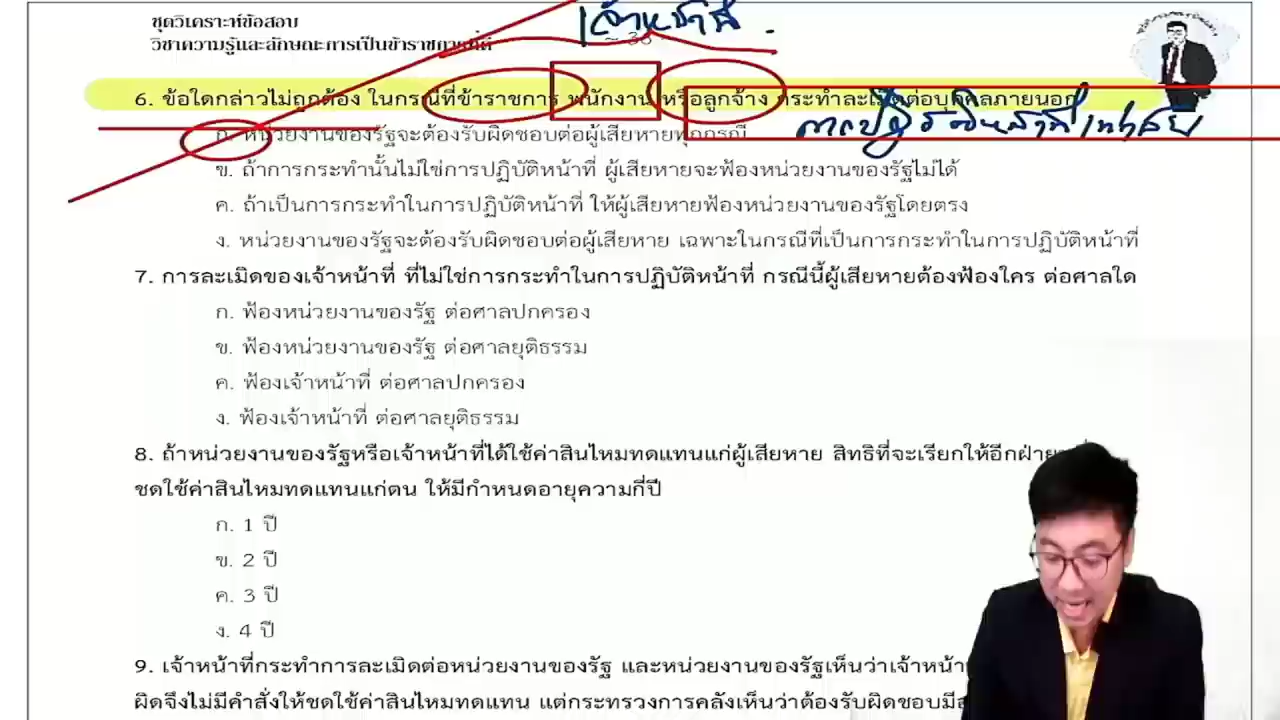 ชุดวิเคราะห์ข้อสอบ
วิชาความรู้และลักษณะการเป็นข้าราชการที่ดี
เจ้าหน้าที่
6. ข้อใดกล่าวไม่ถูกต้อง ในกรณีที่ข้าราชการ พนักงาน หรือลูกจ้าง กระทำละเมิดต่อบุคคลภายนอก
ก. หน่วยงานของรัฐจะต้องรับผิดชอบต่อผู้เสียหายทุกกรณี
ข. ถ้าการกระทำนั้นไม่ใช่การปฏิบัติหน้าที่ ผู้เสียหายจะฟ้องหน่วยงานของรัฐไม่ได้
ค. ถ้าเป็นการกระทำในการปฏิบัติหน้าที่ ให้ผู้เสียหายฟ้องหน่วยงานของรัฐโดยตรง
ง. หน่วยงานของรัฐจะต้องรับผิดชอบต่อผู้เสียหาย เฉพาะในกรณีที่เป็นการกระทำในการปฏิบัติหน้าที่
7. การละเมิดของเจ้าหน้าที่ ที่ไม่ใช่การกระทำในการปฏิบัติหน้าที่ กรณีนี้ผู้เสียหายต้องฟ้องใคร ต่อศาลใด
ก. ฟ้องหน่วยงานของรัฐ ต่อศาลปกครอง
ข. ฟ้องหน่วยงานของรัฐ ต่อศาลยุติธรรม
ค. ฟ้องเจ้าหน้าที่ ต่อศาลปกครอง
ง. ฟ้องเจ้าหน้าที่ ต่อศาลยุติธรรม
8. ถ้าหน่วยงานของรัฐหรือเจ้าหน้าที่ได้ใช้ค่าสินไหมทดแทนแก่ผู้เสียหาย สิทธิที่จะเรียกให้อีกฝ่าย
ชดใช้ค่าสินไหมทดแทนแก่ตน ให้มีกำหนดอายุความกี่ปี
ก. 1 ปี
ข. 2 ปี
ค. 3 ปี
ง. 4 ปี
9. เจ้าหน้าที่กระทำการละเมิดต่อหน่วยงานของรัฐ และหน่วยงานของรัฐเห็นว่าเจ้าหน้า
ผิดจึงไม่มีคำสั่งให้ชดใช้ค่าสินไหมทดแทน แต่กระทรวงการคลังเห็นว่าต้องรับผิดชอบ